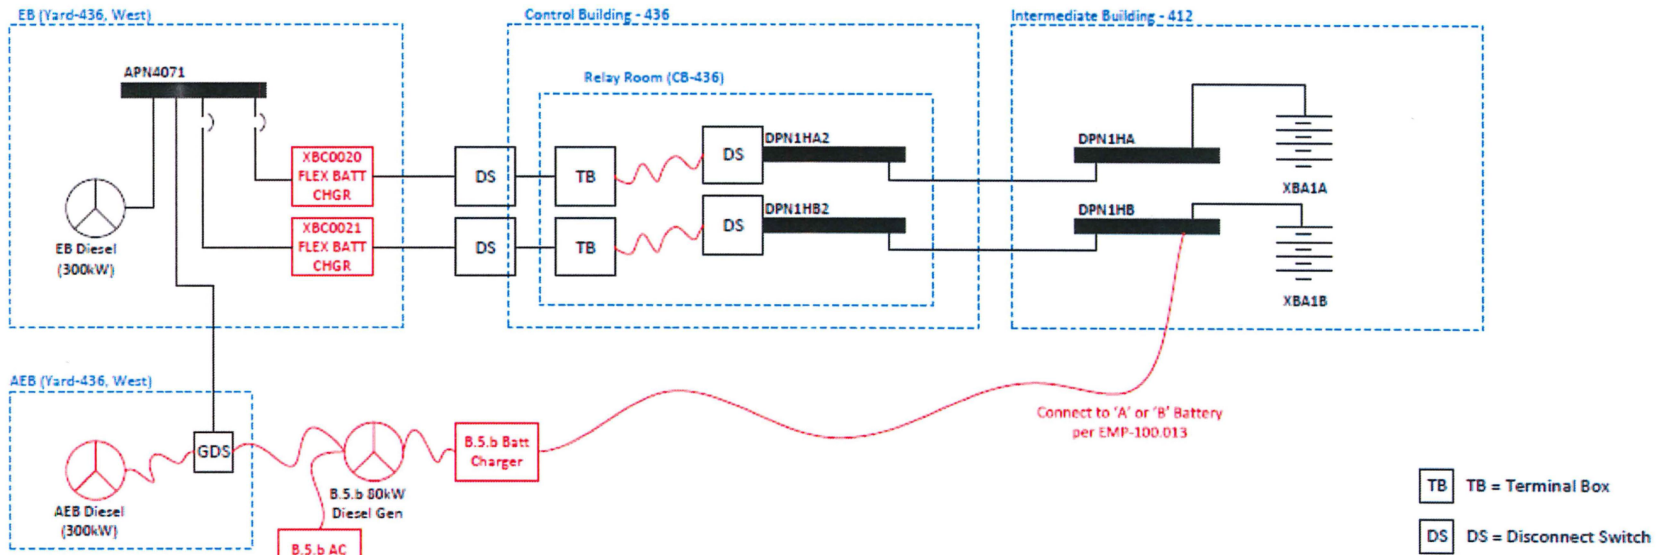 EB (Yard-436, West)
Control Building - 436
Intermediate Building - 412
APN4071
Relay Room (CB-436)
XBC0020
FLEX BATT
CHGR
DS
TB
DS
DPN1HA2
DPN1HA
XBA1A
EB Diesel
(300kW)
XBC0021
FLEX BATT
CHGR
DS
TB
DS
DPN1HB2
DPN1HB
XBA1B
AEB (Yard-436, West)
Connect to 'A' or 'B' Battery
per EMP-100.013
AEB Diesel
(300kW)
GDS
B.5.b 80kW
Diesel Gen
B.5.b Batt
Charger
B.5.b AC
TB TB = Terminal Box
DS DS = Disconnect Switch